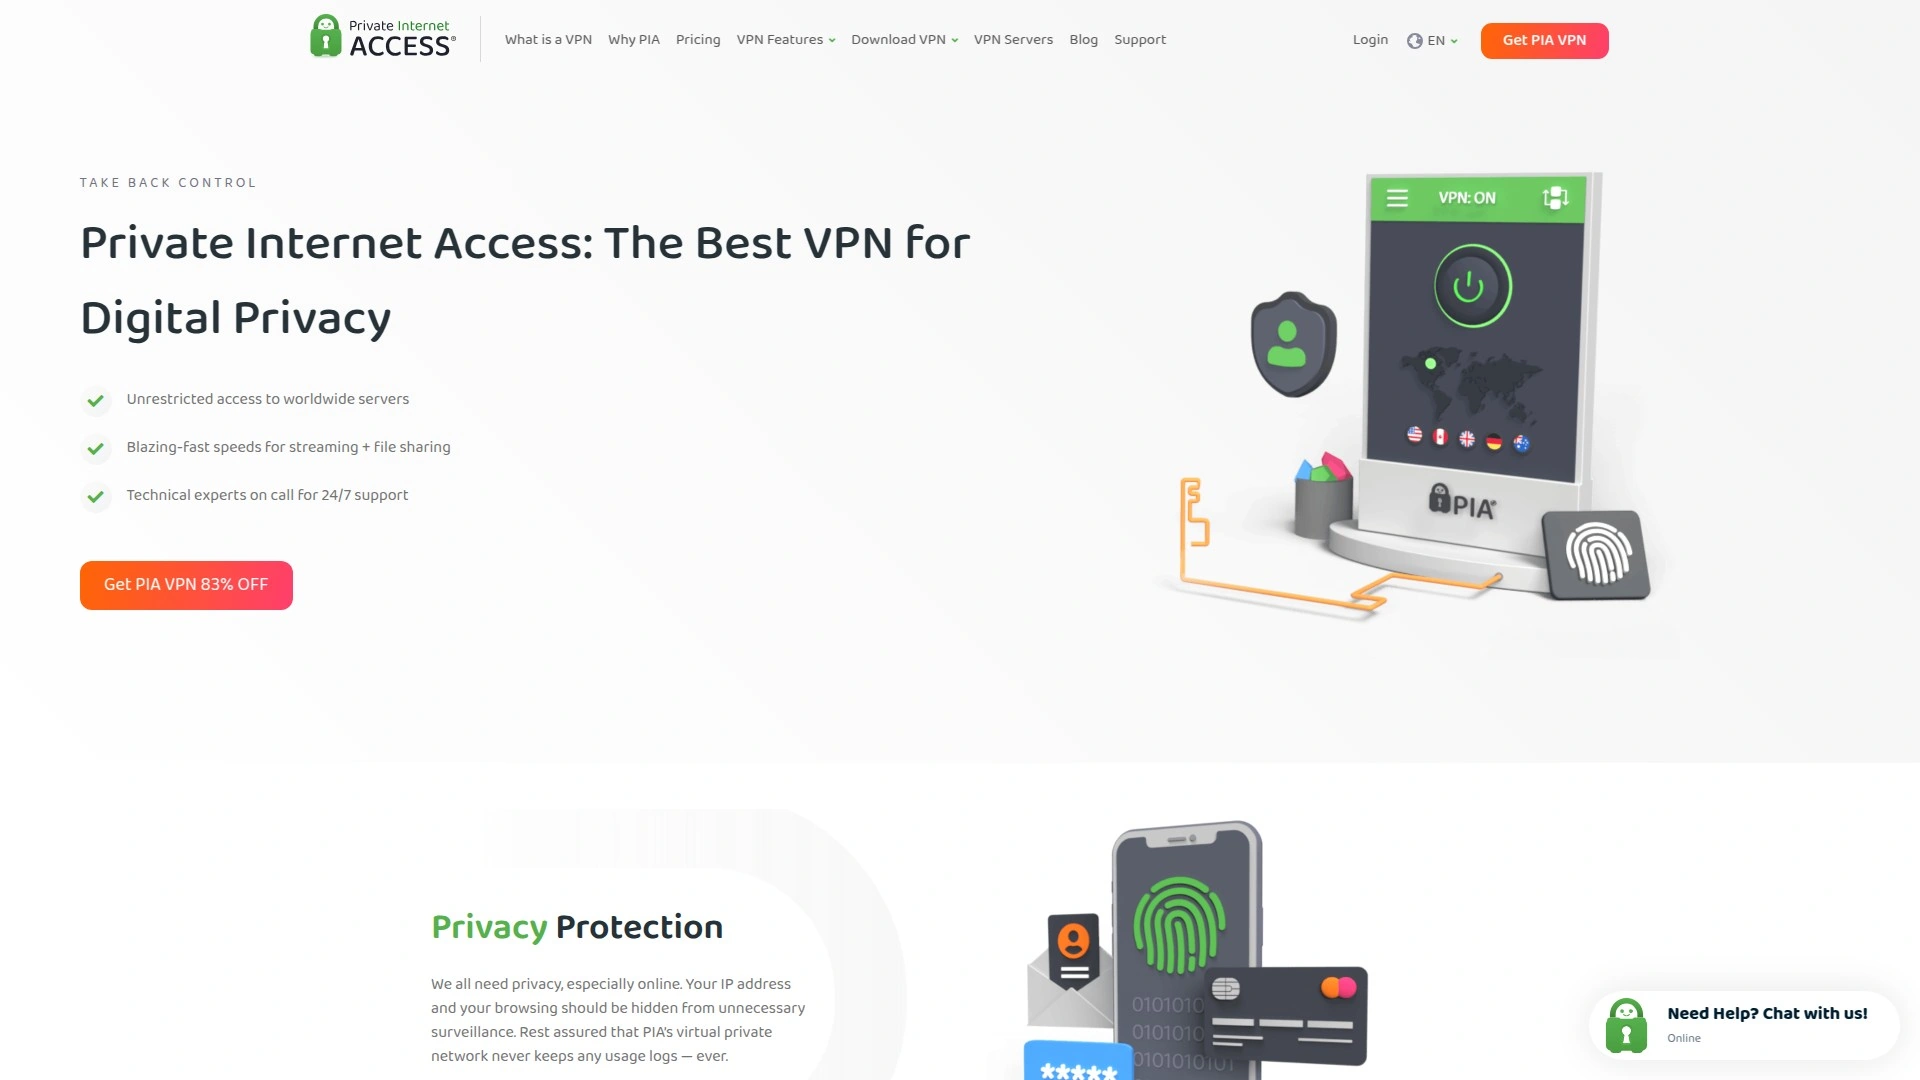 Private Internet
ACCESS®
What is a VPN
Why PIA
Pricing
VPN Features
Download VPN
VPN Servers
Blog
Support
Login
EN
Get PIA VPN
TAKE BACK CONTROL
Private Internet Access: The Best VPN for
Digital Privacy
Unrestricted access to worldwide servers
Blazing-fast speeds for streaming + file sharing
Technical experts on call for 24/7 support
Get PIA VPN 83% OFF
VPN: ON
PIA
Privacy Protection
We all need privacy, especially online. Your IP address
and your browsing should be hidden from unnecessary
surveillance. Rest assured that PIA's virtual private
network never keeps any usage logs — ever.
0101010
0101010
0101010101
*****
Need Help? Chat with us!
Online